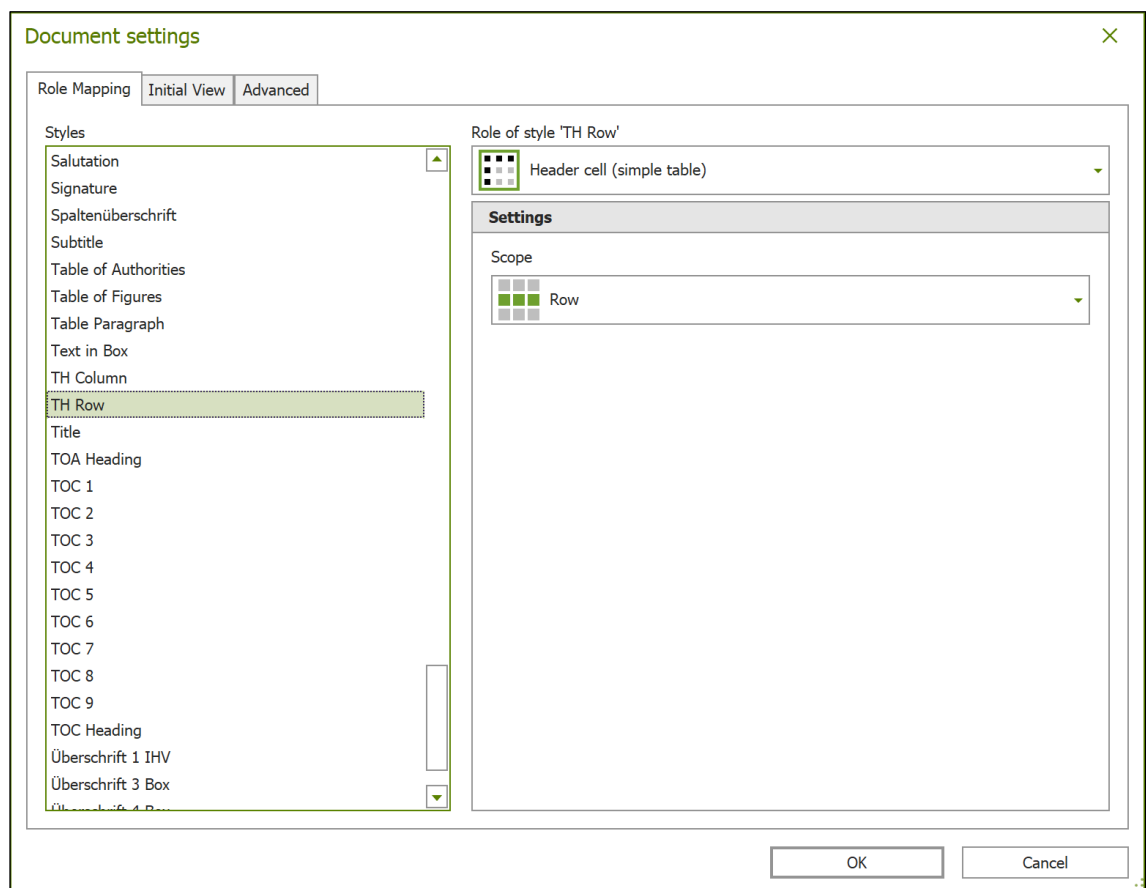 Document settings
Role Mapping
Initial View
Advanced
Styles
Salutation
Signature
Spaltenüberschrift
Subtitle
Table of Authorities
Table of Figures
Table Paragraph
Text in Box
TH Column
TH Row
Title
TOA Heading
TOC 1
TOC 2
TOC 3
TOC 4
TOC 5
TOC 6
TOC 7
TOC 8
TOC 9
TOC Heading
Überschrift 1 IHV
Überschrift 3 Box
Überschrift 4 Box
Role of style 'TH Row'
Header cell (simple table)
Settings
Scope
Row
OK
Cancel